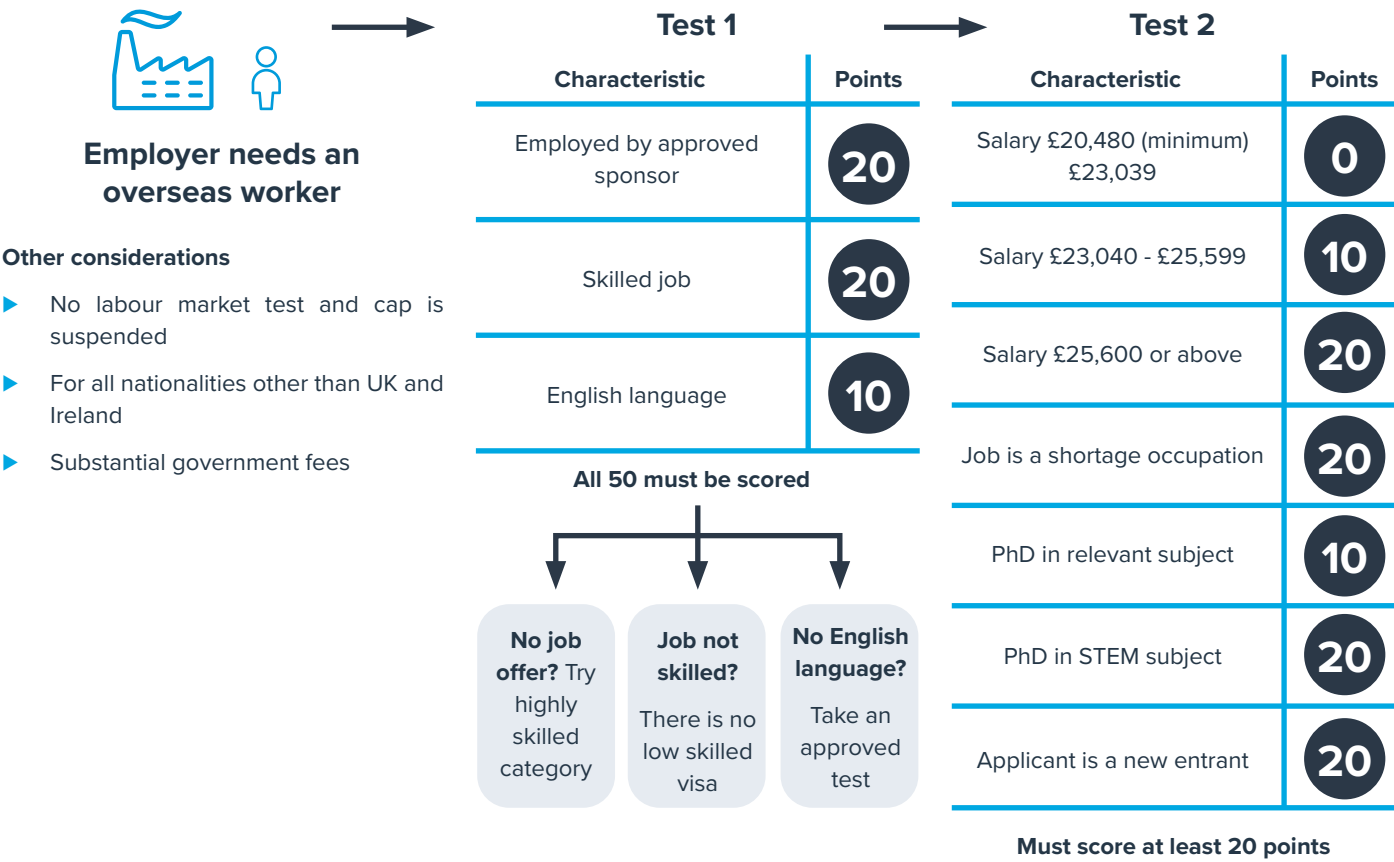 Employer needs an
overseas worker
Other considerations
No labour market test and cap is
suspended
For all nationalities other than UK and
Ireland
Substantial government fees
Test 1
Characteristic Points
Employed by approved
sponsor
20
Skilled job 20
English language 10
All 50 must be scored
No job
offer? Try
highly
skilled
category
Job not
skilled?
There is no
low skilled
visa
No English
language?
Take an
approved
test
Test 2
Characteristic Points
Salary £20,480 (minimum)
£23,039
0
Salary £23,040 - £25,599 10
Salary £25,600 or above 20
Job is a shortage occupation 20
PhD in relevant subject 10
PhD in STEM subject 20
Applicant is a new entrant 20
Must score at least 20 points